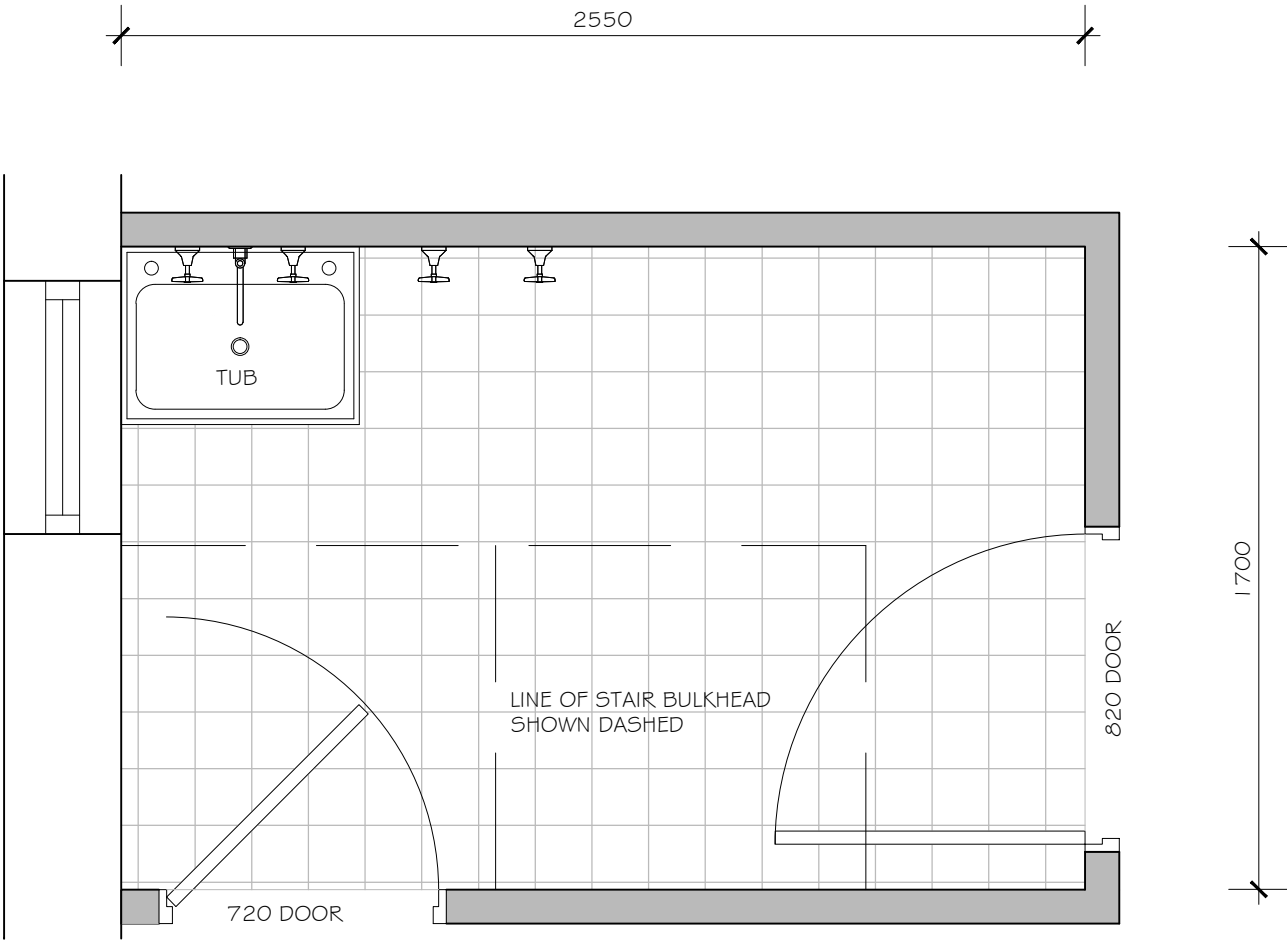 2550
TUB
1700
820 DOOR
LINE OF STAIR BULKHEAD
SHOWN DASHED
720 DOOR